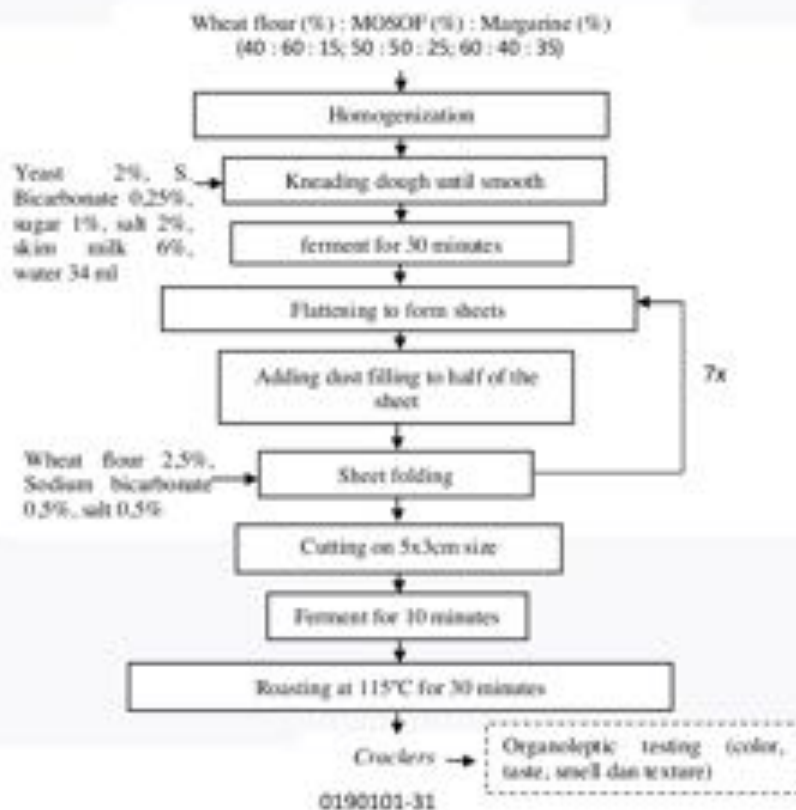 Wheat flour (%) : MOSOF (%) : Margarine (%)
(40 : 60 : 15; 50 : 50 : 25; 60 : 40 : 35)
Homogenization
Yeast 2%, S.
Bicarbonate 0,25%,
sugar 1%, salt 2%,
skim milk 6%,
water 34 ml
Kneading dough until smooth
ferment for 30 minutes
Flattening to form sheets
Adding dust filling to half of the
sheet
7x
Wheat flour 2,5%,
Sodium bicarbonate
0,5%, salt 0,5%
Sheet folding
Cutting on 5x3cm size
Ferment for 10 minutes
Roasting at 115°C for 30 minutes
Crackers
Organoleptic testing (color,
taste, smell dan texture)
0190101-31